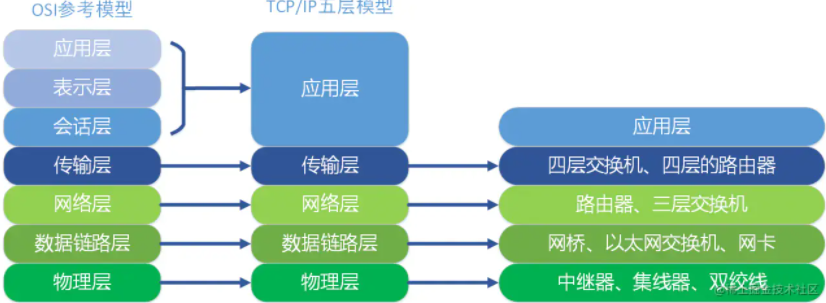 OSI参考模型
TCP/IP五层模型
应用层
表示层
会话层
应用层
应用层
传输层
传输层
四层交换机、四层的路由器
网络层
网络层
路由器、三层交换机
数据链路层
数据链路层
网桥、以太网交换机、网卡
物理层
物理层
中继器、集线器、双绞线
@稀土掘金技术社区